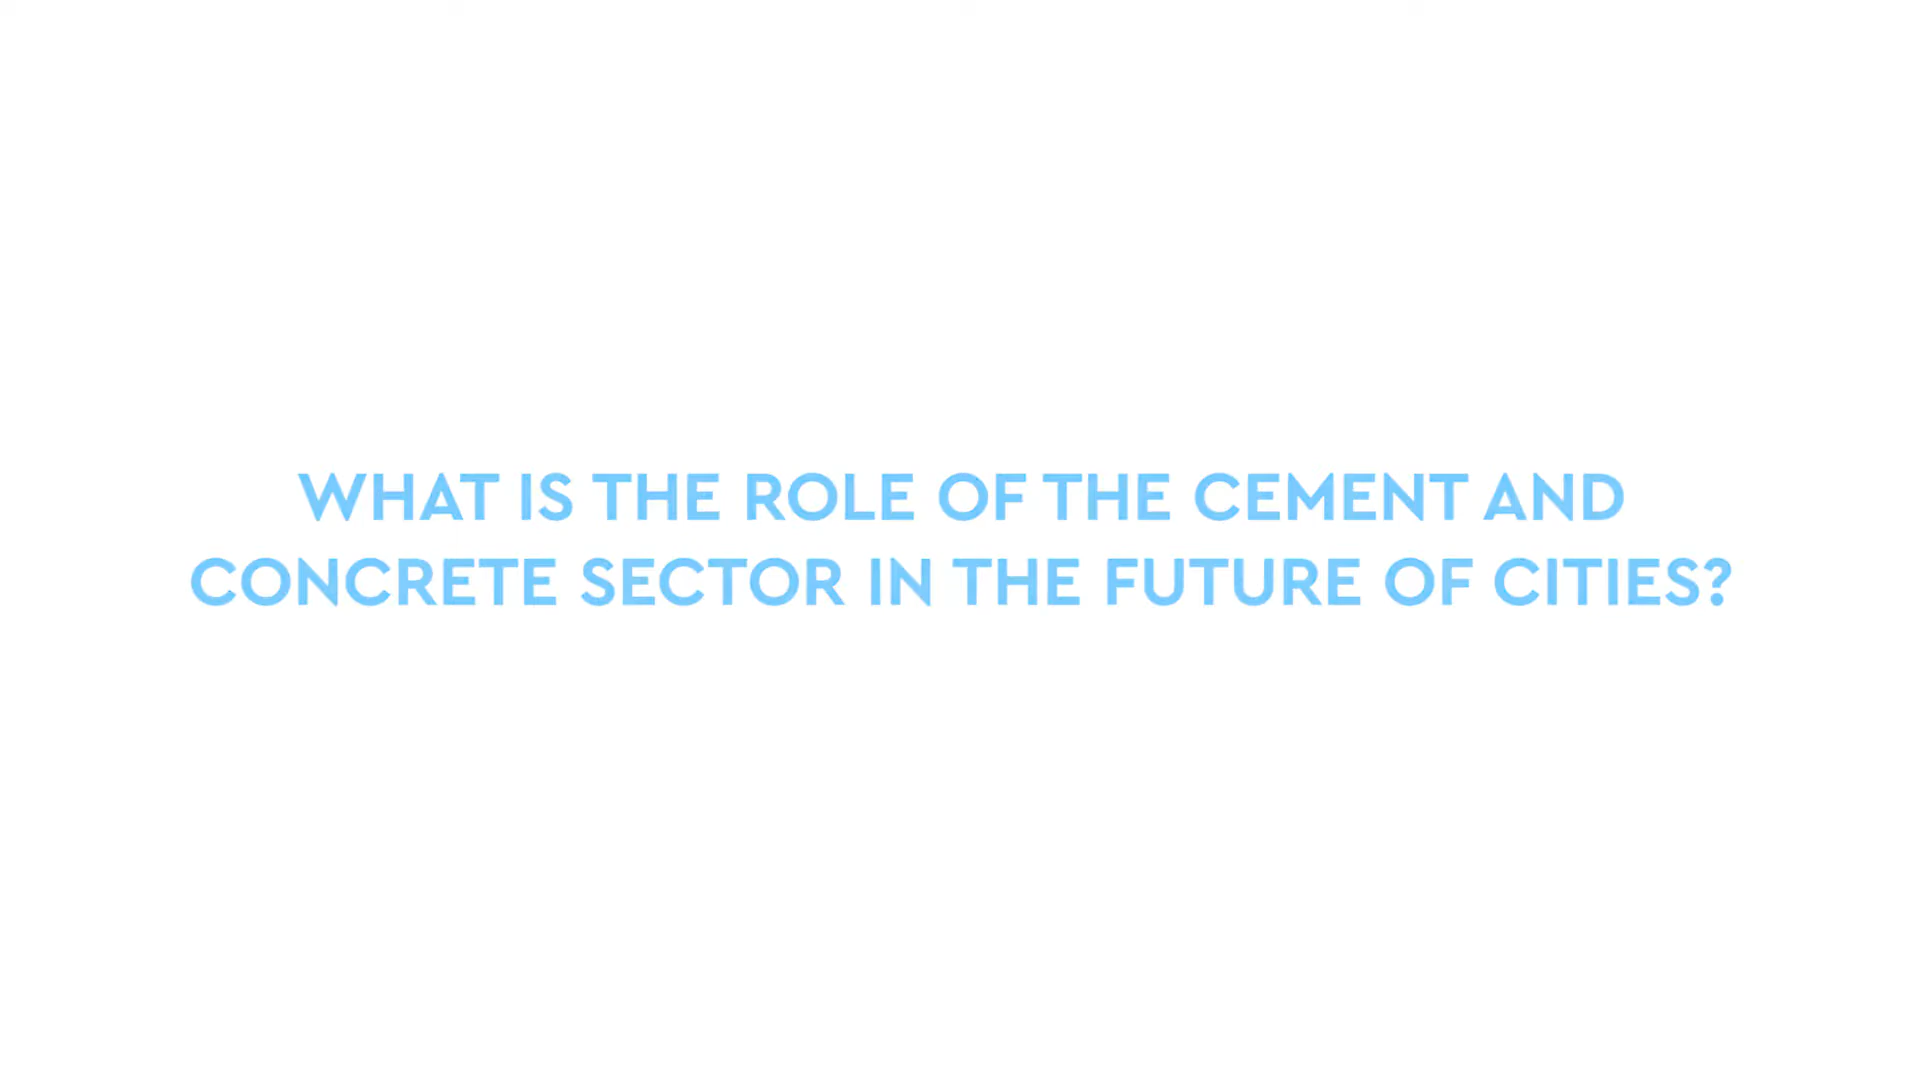 WHAT IS THE ROLE OF THE CEMENT AND
CONCRETE SECTOR IN THE FUTURE OF CITIES?